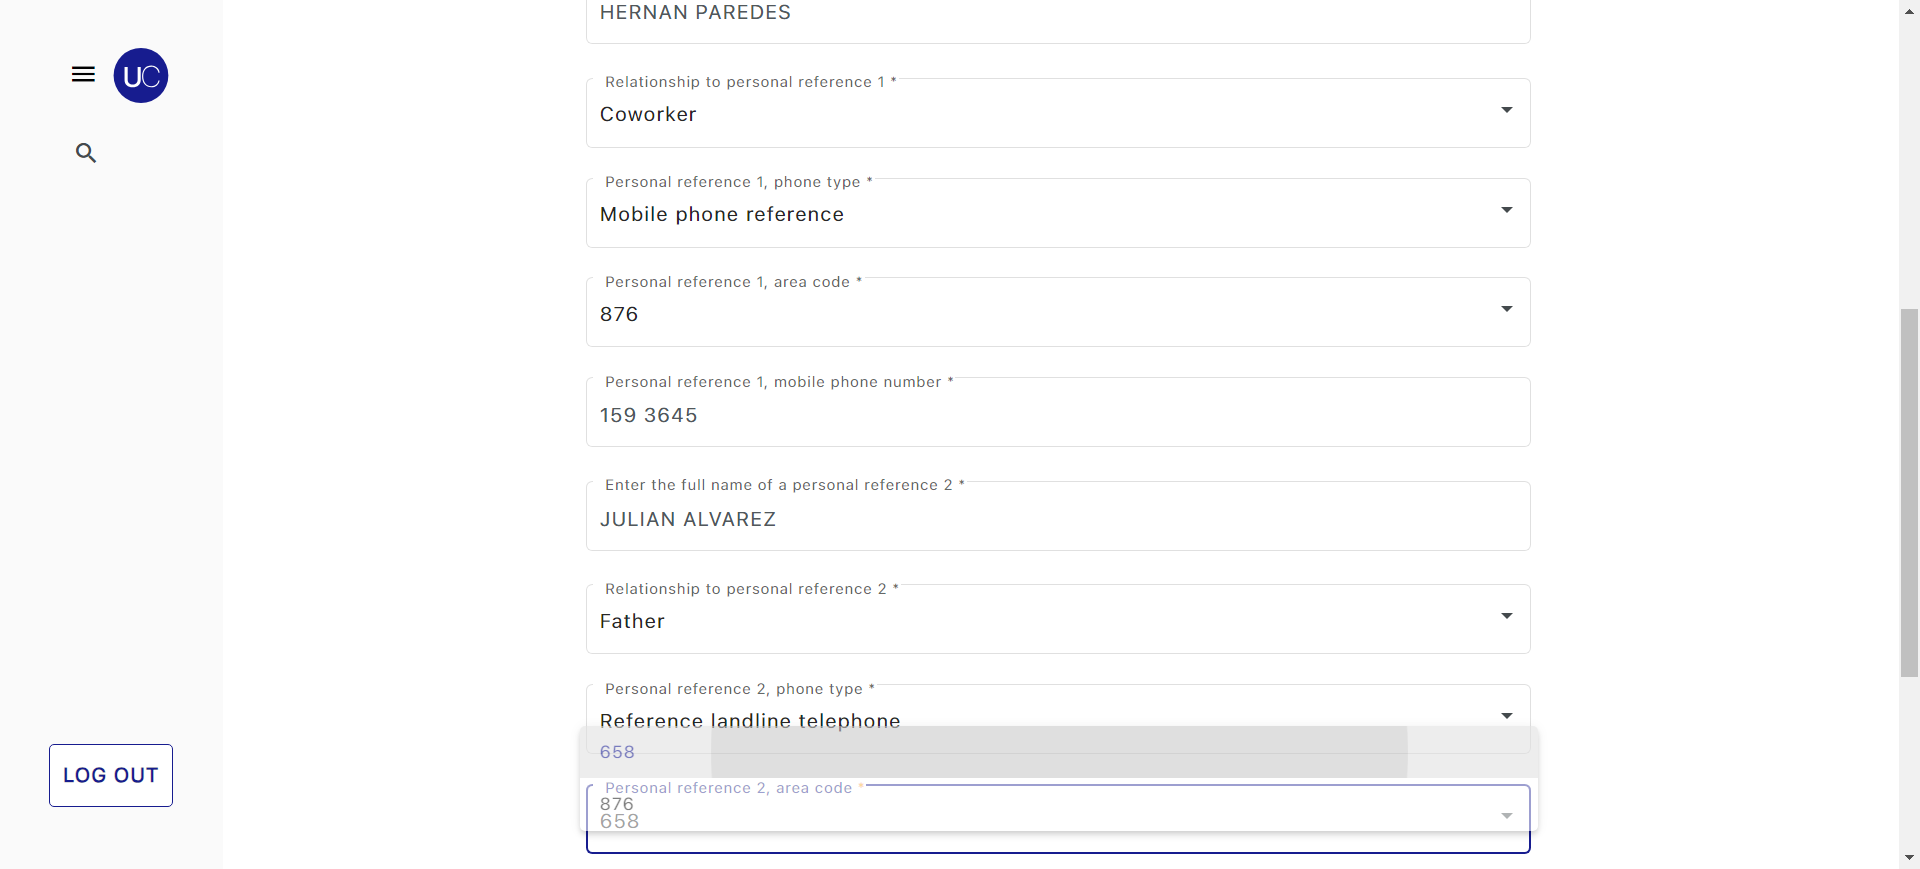 HERNAN PAREDES
UC
Relationship to personal reference 1 *
Coworker
Personal reference 1, phone type *
Mobile phone reference
Personal reference 1, area code *
876
Personal reference 1, mobile phone number *
159 3645
Enter the full name of a personal reference 2 *
JULIAN ALVAREZ
Relationship to personal reference 2 *
Father
Personal reference 2, phone type *
Reference landline telephone
658
LOG OUT
Personal reference 2, area code *
876
658